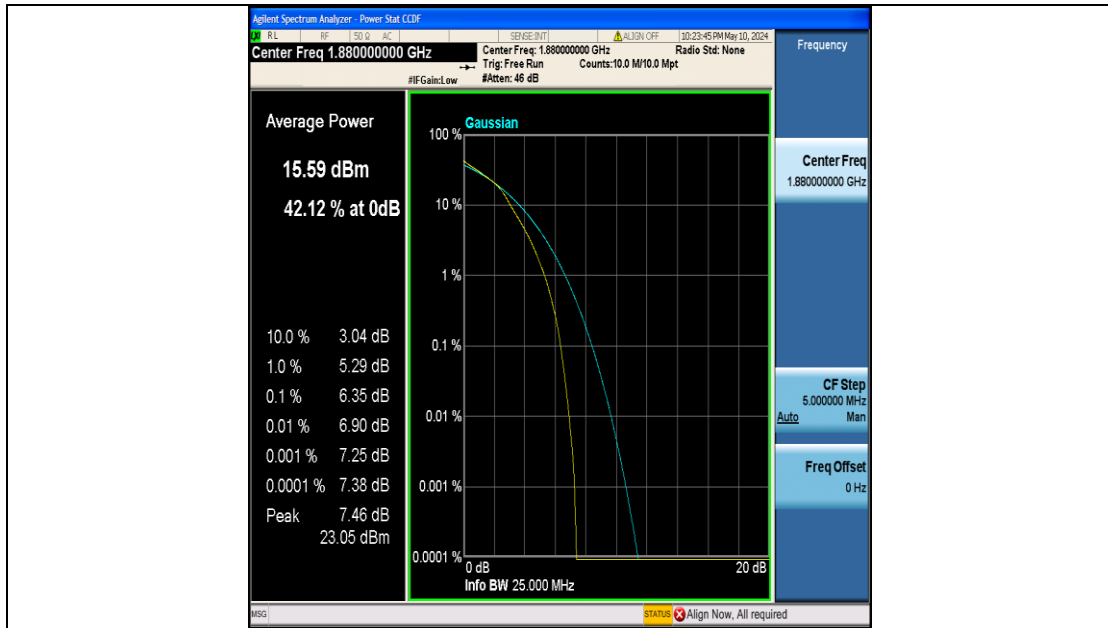 Agilent Spectrum Analyzer - Power Stat CCDF
RL RF 50 Ω AC SENSE:INT ALIGN OFF 10:23:45 PM May 10, 2024
Center Freq 1.880000000 GHz
Center Freq: 1.880000000 GHz Radio Std: None
Trig: Free Run Counts:10.0 M/10.0 Mpt
#IFGain:Low #Atten: 46 dB
Frequency
Average Power
15.59 dBm
42.12 % at 0dB
10.0 % 3.04 dB
1.0 % 5.29 dB
0.1 % 6.35 dB
0.01 % 6.90 dB
0.001 % 7.25 dB
0.0001 % 7.38 dB
Peak 7.46 dB
23.05 dBm
Gaussian
100 %
10 %
1 %
0.1 %
0.01 %
0.001 %
0.0001 %
0 dB 20 dB
Info BW 25.000 MHz
Center Freq
1.880000000 GHz
CF Step
5.000000 MHz
Auto Man
Freq Offset
0 Hz
MSG STATUS Align Now, All required